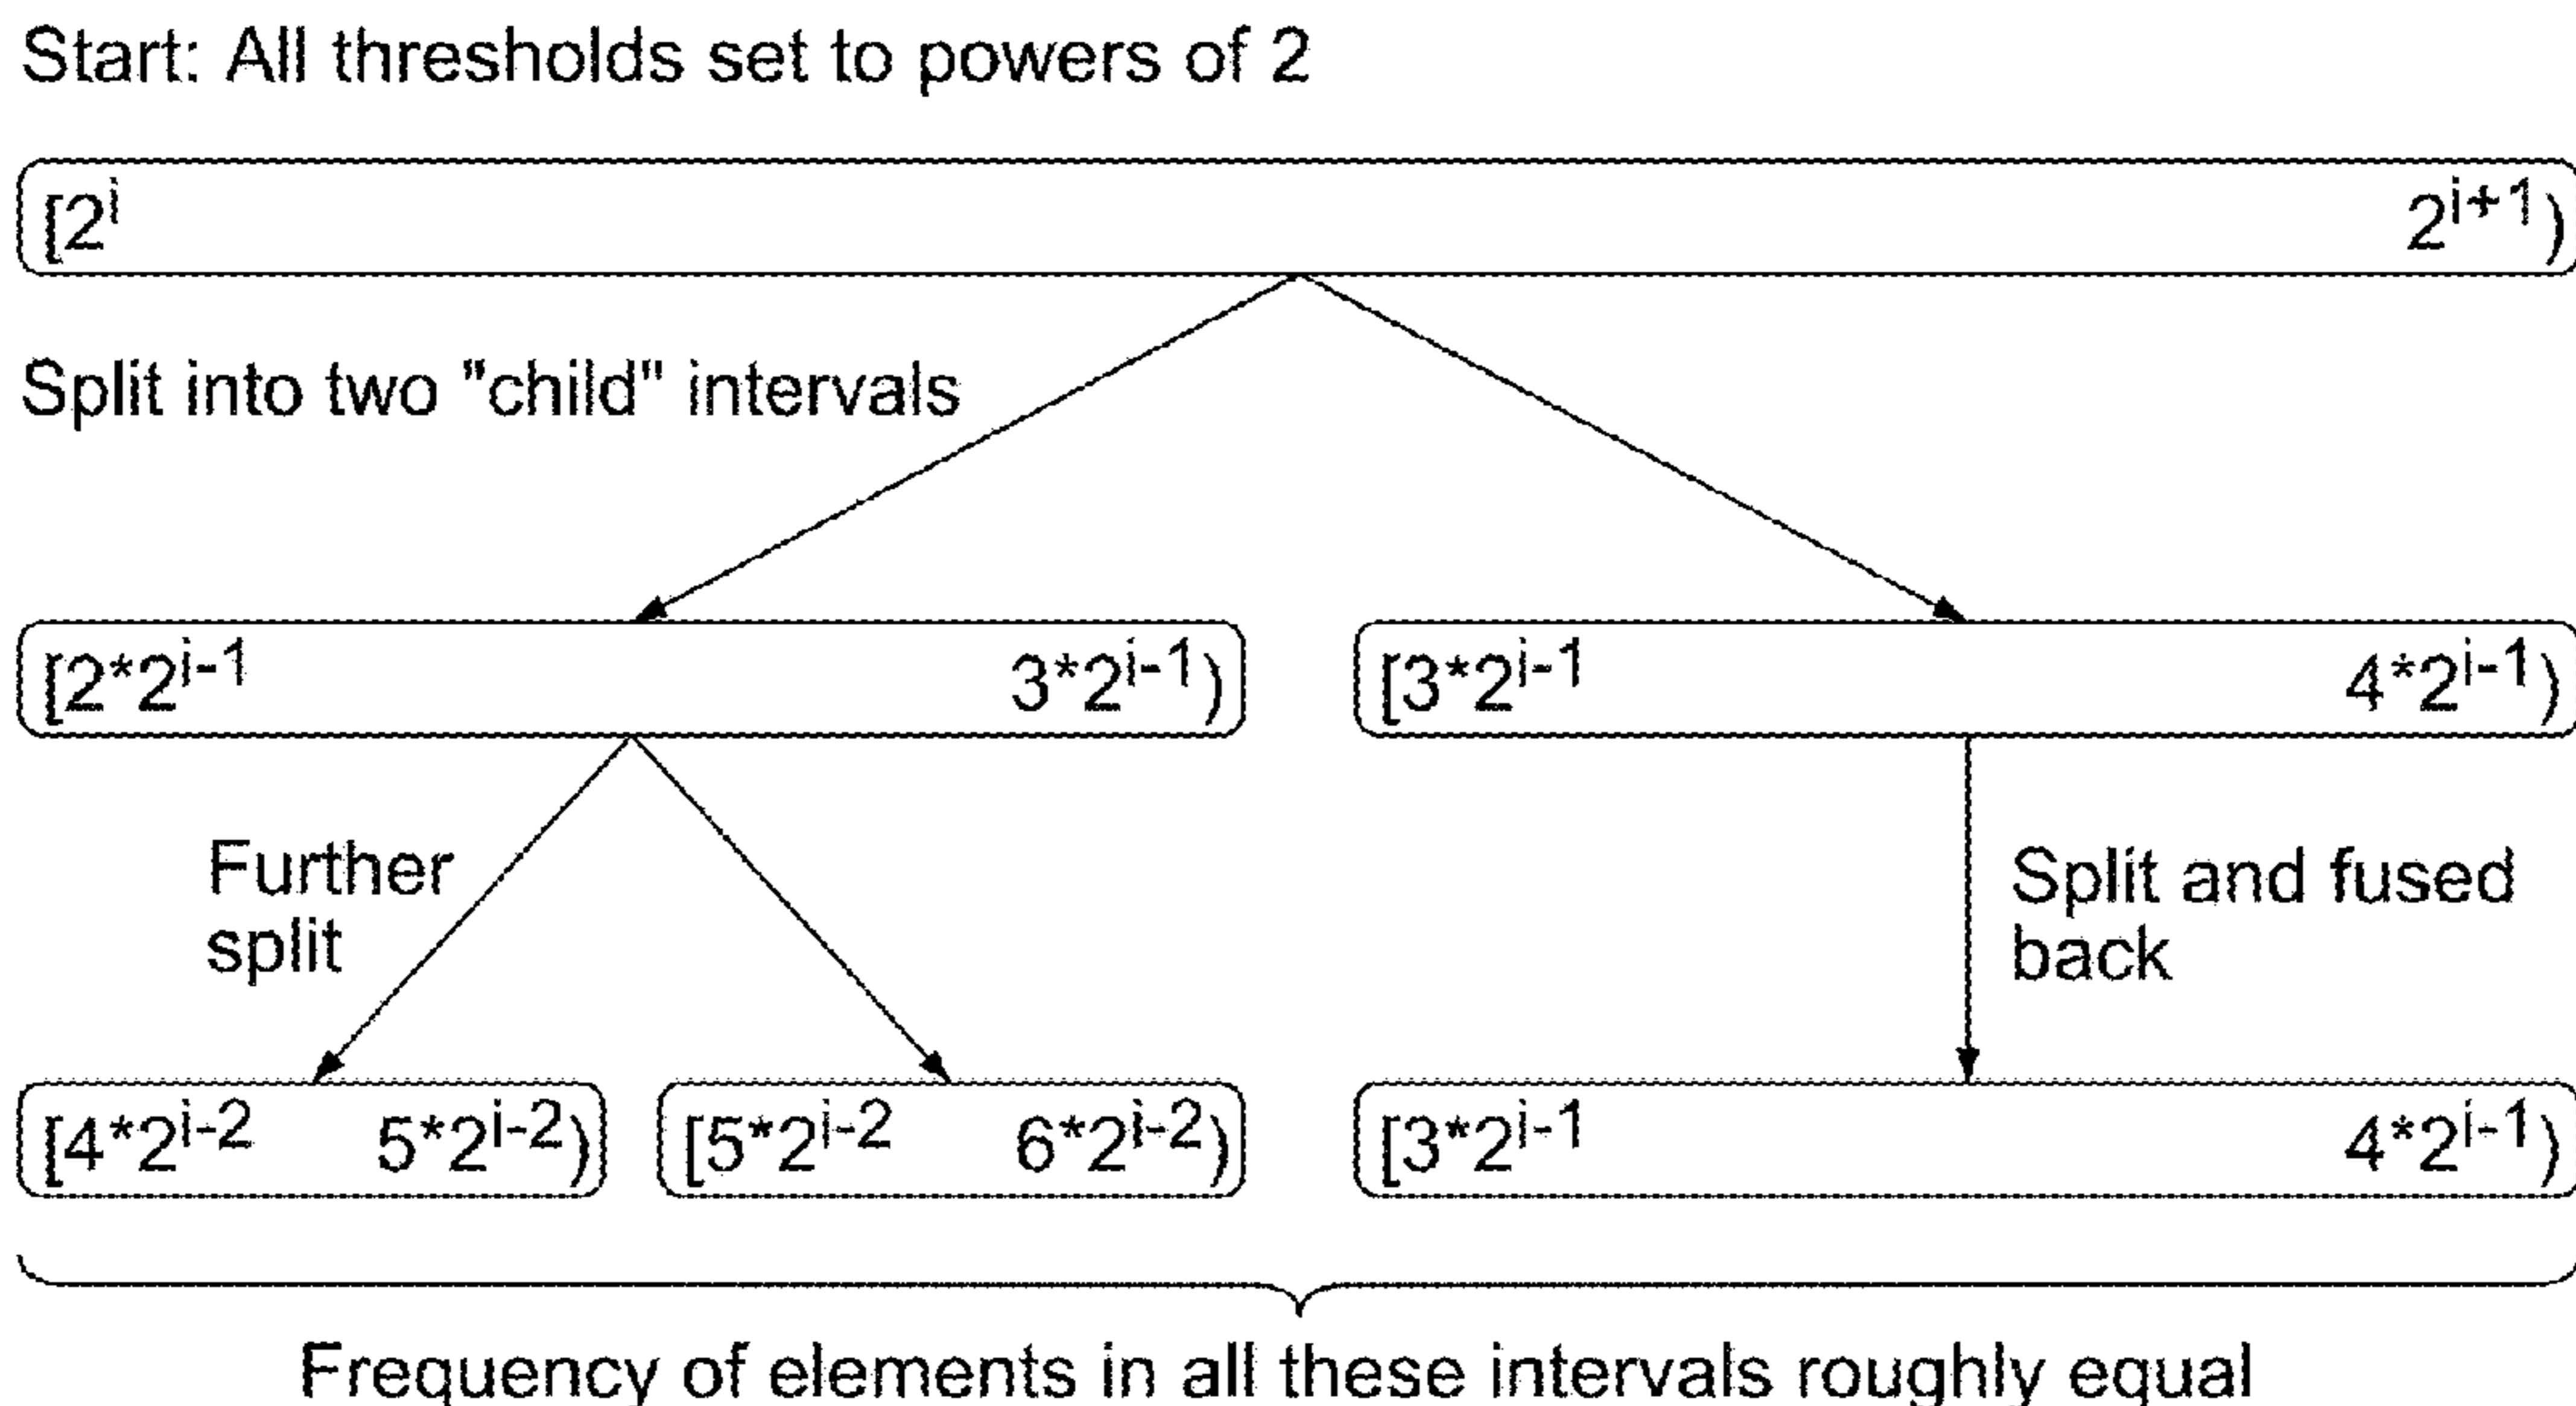 Start: All thresholds set to powers of 2
[2^i 2^{i+1})
Split into two "child" intervals
[2*2^{i-1} 3*2^{i-1}) [3*2^{i-1} 4*2^{i-1})
Further
split
Split and fused
back
[4*2^{i-2} 5*2^{i-2}) [5*2^{i-2} 6*2^{i-2}) [3*2^{i-1} 4*2^{i-1})
Frequency of elements in all these intervals roughly equal